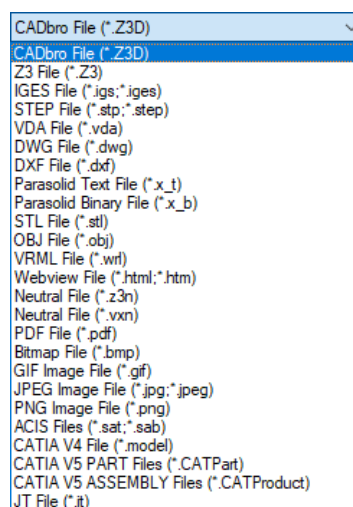 CADbro File (*.Z3D)
CADbro File (*.Z3D)
Z3 File (*.Z3)
IGES File (*.igs;*.iges)
STEP File (*.stp;*.step)
VDA File (*.vda)
DWG File (*.dwg)
DXF File (*.dxf)
Parasolid Text File (*.x_t)
Parasolid Binary File (*.x_b)
STL File (*.stl)
OBJ File (*.obj)
VRML File (*.wrl)
Webview File (*.html;*.htm)
Neutral File (*.z3n)
Neutral File (*.vxn)
PDF File (*.pdf)
Bitmap File (*.bmp)
GIF Image File (*.gif)
JPEG Image File (*.jpg;*.jpeg)
PNG Image File (*.png)
ACIS Files (*.sat;*.sab)
CATIA V4 File (*.model)
CATIA V5 PART Files (*.CATPart)
CATIA V5 ASSEMBLY Files (*.CATProduct)
JT File (*.jt)